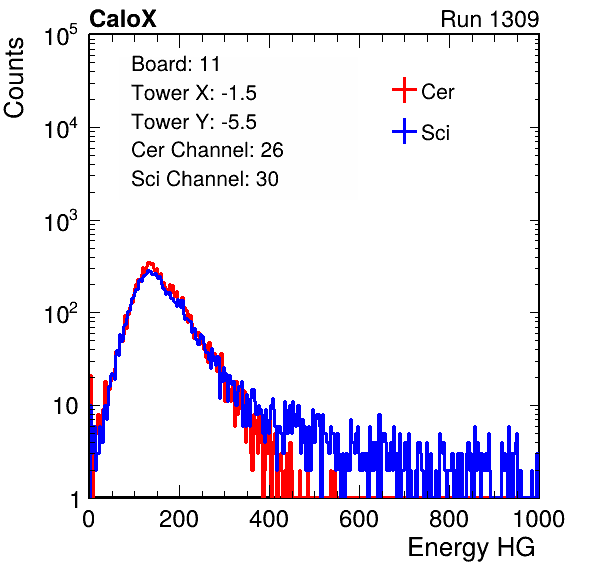 CaloX Run 1309
Counts
10^5
10^4
10^3
10^2
10
1
Board: 11
Tower X: -1.5
Tower Y: -5.5
Cer Channel: 26
Sci Channel: 30
Cer
Sci
0 200 400 600 800 1000
Energy HG